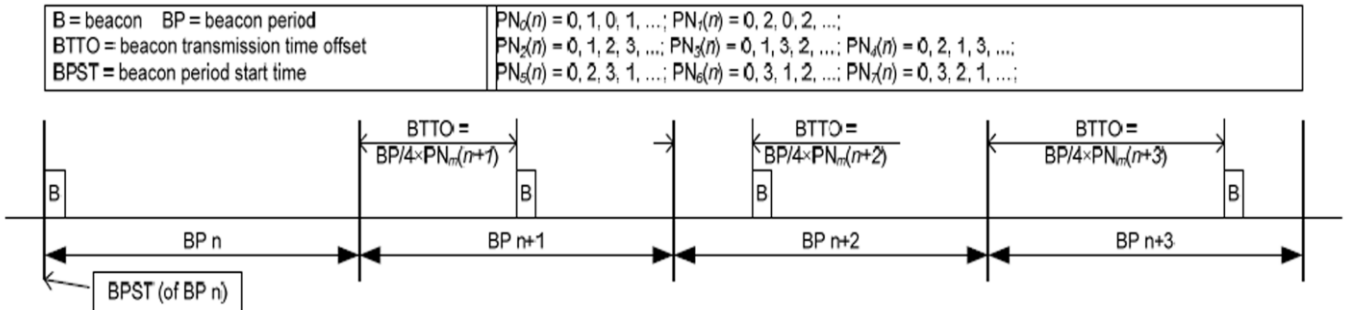 B = beacon BP = beacon period
BTTO = beacon transmission time offset
BPST = beacon period start time
PN₀(n) = 0, 1, 0, 1, ...; PN₁(n) = 0, 2, 0, 2, ...;
PN₂(n) = 0, 1, 2, 3, ...; PN₃(n) = 0, 1, 3, 2, ...; PN₄(n) = 0, 2, 1, 3, ...;
PN₅(n) = 0, 2, 3, 1, ...; PN₆(n) = 0, 3, 1, 2, ...; PN₇(n) = 0, 3, 2, 1, ...;
BTTO =
BP/4×PNₘ(n+1)
BTTO =
BP/4×PNₘ(n+2)
BTTO =
BP/4×PNₘ(n+3)
B
B
B
B
BP n
BP n+1
BP n+2
BP n+3
BPST (of BP n)